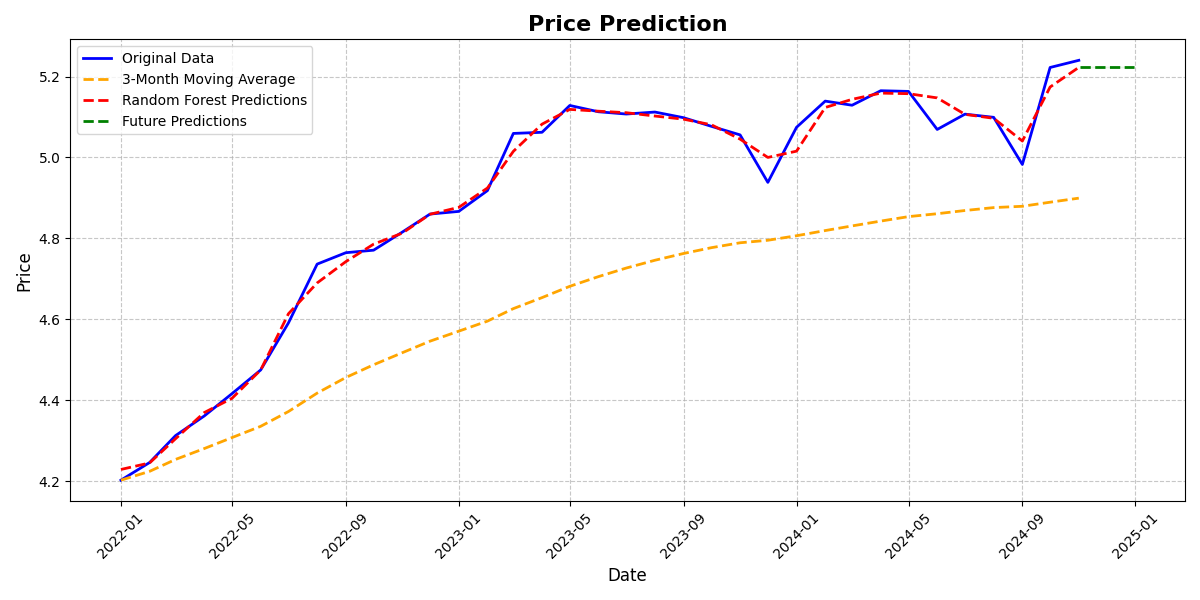 Price Prediction
Original Data
3-Month Moving Average
Random Forest Predictions
Future Predictions
Price
5.2
5.0
4.8
4.6
4.4
4.2
2022-01
2022-05
2022-09
2023-01
2023-05
2023-09
2024-01
2024-05
2024-09
2025-01
Date